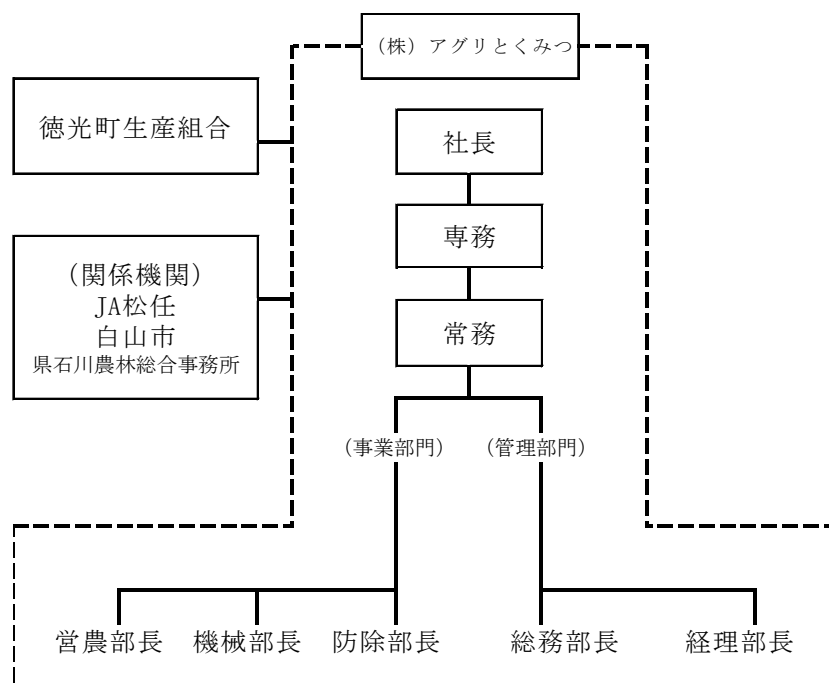 (株)アグリとくみつ
徳光町生産組合
社長
専務
(関係機関)
JA松任
白山市
県石川農林総合事務所
常務
(事業部門)
(管理部門)
営農部長
機械部長
防除部長
総務部長
経理部長